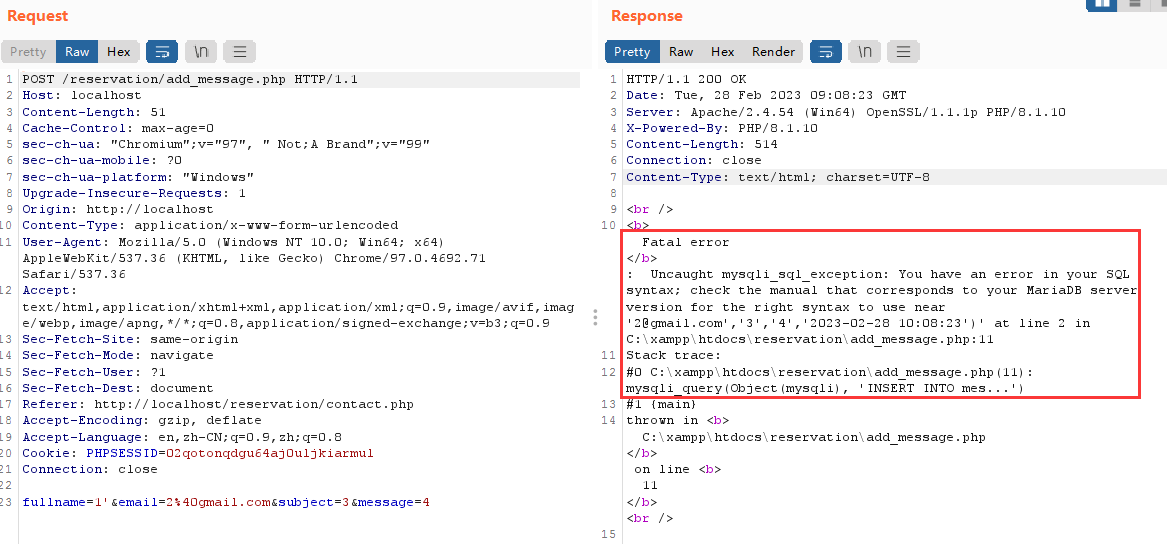 Request
Pretty Raw Hex \n
1 POST /reservation/add_message.php HTTP/1.1
2 Host: localhost
3 Content-Length: 51
4 Cache-Control: max-age=0
5 sec-ch-ua: "Chromium";v="97", " Not;A Brand";v="99"
6 sec-ch-ua-mobile: ?0
7 sec-ch-ua-platform: "Windows"
8 Upgrade-Insecure-Requests: 1
9 Origin: http://localhost
10 Content-Type: application/x-www-form-urlencoded
11 User-Agent: Mozilla/5.0 (Windows NT 10.0; Win64; x64)
AppleWebKit/537.36 (KHTML, like Gecko) Chrome/97.0.4692.71
Safari/537.36
12 Accept:
text/html,application/xhtml+xml,application/xml;q=0.9,image/avif,imag
e/webp,image/apng,*/*;q=0.8,application/signed-exchange;v=b3;q=0.9
13 Sec-Fetch-Site: same-origin
14 Sec-Fetch-Mode: navigate
15 Sec-Fetch-User: ?1
16 Sec-Fetch-Dest: document
17 Referer: http://localhost/reservation/contact.php
18 Accept-Encoding: gzip, deflate
19 Accept-Language: en,zh-CN;q=0.9,zh;q=0.8
20 Cookie: PHPSESSID=02qotonqdgu64aj0uljkiarmul
21 Connection: close
22
23 fullname=1'&email=2%40gmail.com&subject=3&message=4
Response
Pretty Raw Hex Render \n
1 HTTP/1.1 200 OK
2 Date: Tue, 28 Feb 2023 09:08:23 GMT
3 Server: Apache/2.4.54 (Win64) OpenSSL/1.1.1p PHP/8.1.10
4 X-Powered-By: PHP/8.1.10
5 Content-Length: 514
6 Connection: close
7 Content-Type: text/html; charset=UTF-8
8
9 <br />
10 <b>
Fatal error
</b>
:  Uncaught mysqli_sql_exception: You have an error in your SQL
syntax; check the manual that corresponds to your MariaDB server
version for the right syntax to use near
'2@gmail.com','3','4','2023-02-28 10:08:23')' at line 2 in
C:\xampp\htdocs\reservation\add_message.php:11
11 Stack trace:
12 #0 C:\xampp\htdocs\reservation\add_message.php(11):
mysqli_query(Object(mysqli), 'INSERT INTO mes...')
13 #1 {main}
14 thrown in <b>
C:\xampp\htdocs\reservation\add_message.php
</b>
on line <b>
11
</b>
<br />
15